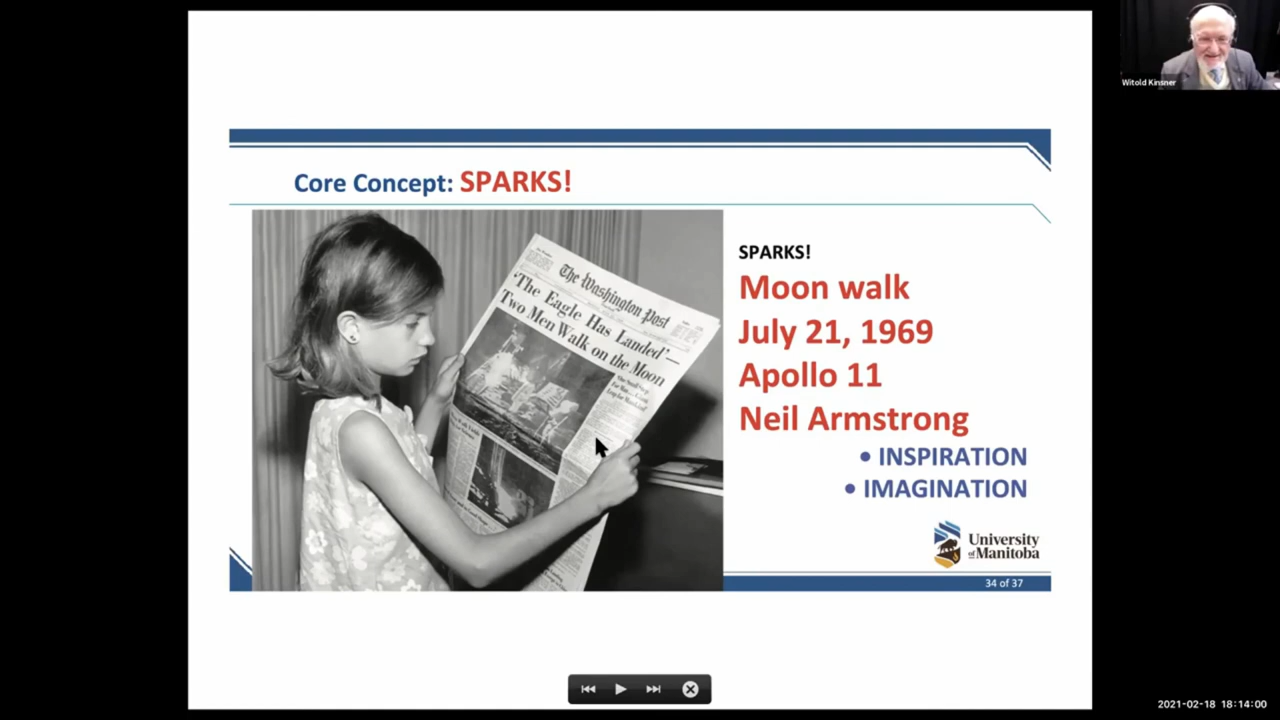 Witold Kinsner
Core Concept: SPARKS!
The Washington Post
'The Eagle Has Landed'—
Two Men Walk on the Moon
SPARKS!
Moon walk
July 21, 1969
Apollo 11
Neil Armstrong
• INSPIRATION
• IMAGINATION
University
of Manitoba
34 of 37
2021-02-18 18:14:00